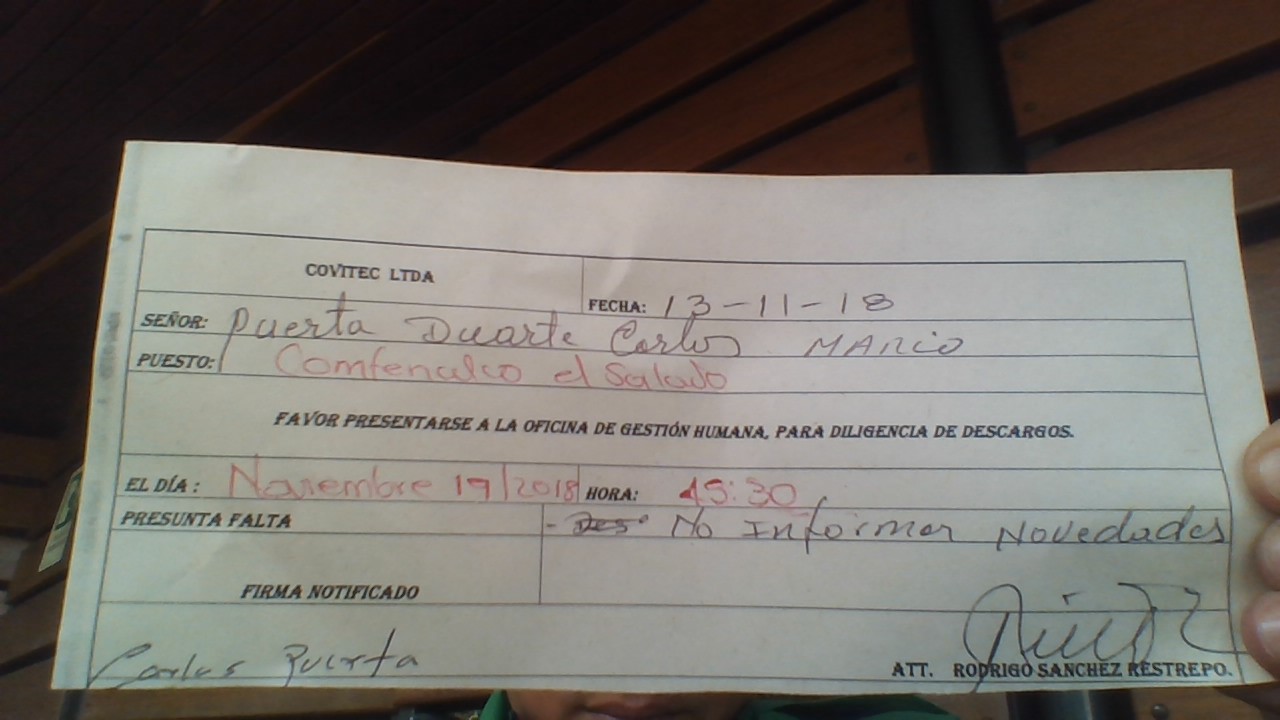 COVITEC LTDA
FECHA: 13-11-18
SEÑOR: Puerta Duarte Carlos MARIO
PUESTO: Comfenalco el Salado
FAVOR PRESENTARSE A LA OFICINA DE GESTIÓN HUMANA, PARA DILIGENCIA DE DESCARGOS.
EL DÍA: Noviembre 19/2018 HORA: 15:30
PRESUNTA FALTA - Des. No Informar Novedades
FIRMA NOTIFICADO
Carlos Puerta
ATT. RODRIGO SANCHEZ RESTREPO.